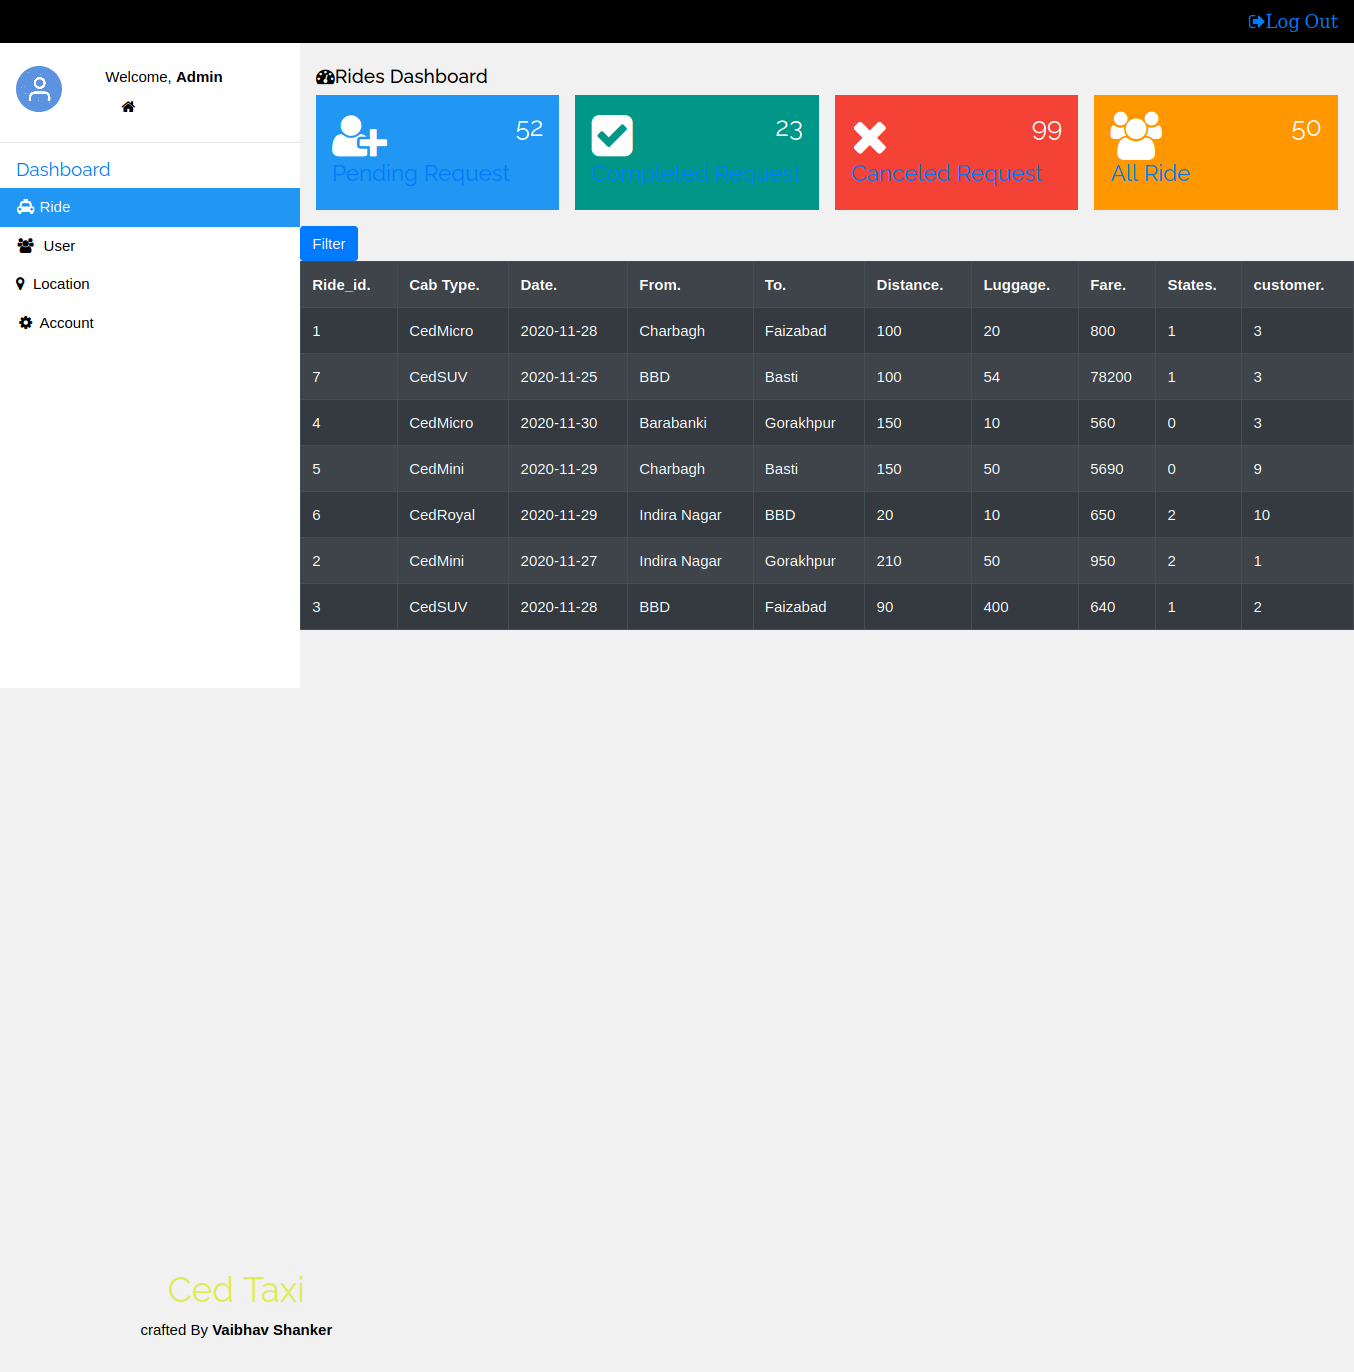 Log Out
Welcome, Admin
Dashboard
Ride
User
Location
Account
Rides Dashboard
52
Pending Request
23
Completed Request
99
Canceled Request
50
All Ride
Filter
Ride_id. Cab Type. Date. From. To. Distance. Luggage. Fare. States. customer.
1 CedMicro 2020-11-28 Charbagh Faizabad 100 20 800 1 3
7 CedSUV 2020-11-25 BBD Basti 100 54 78200 1 3
4 CedMicro 2020-11-30 Barabanki Gorakhpur 150 10 560 0 3
5 CedMini 2020-11-29 Charbagh Basti 150 50 5690 0 9
6 CedRoyal 2020-11-29 Indira Nagar BBD 20 10 650 2 10
2 CedMini 2020-11-27 Indira Nagar Gorakhpur 210 50 950 2 1
3 CedSUV 2020-11-28 BBD Faizabad 90 400 640 1 2
Ced Taxi
crafted By Vaibhav Shanker